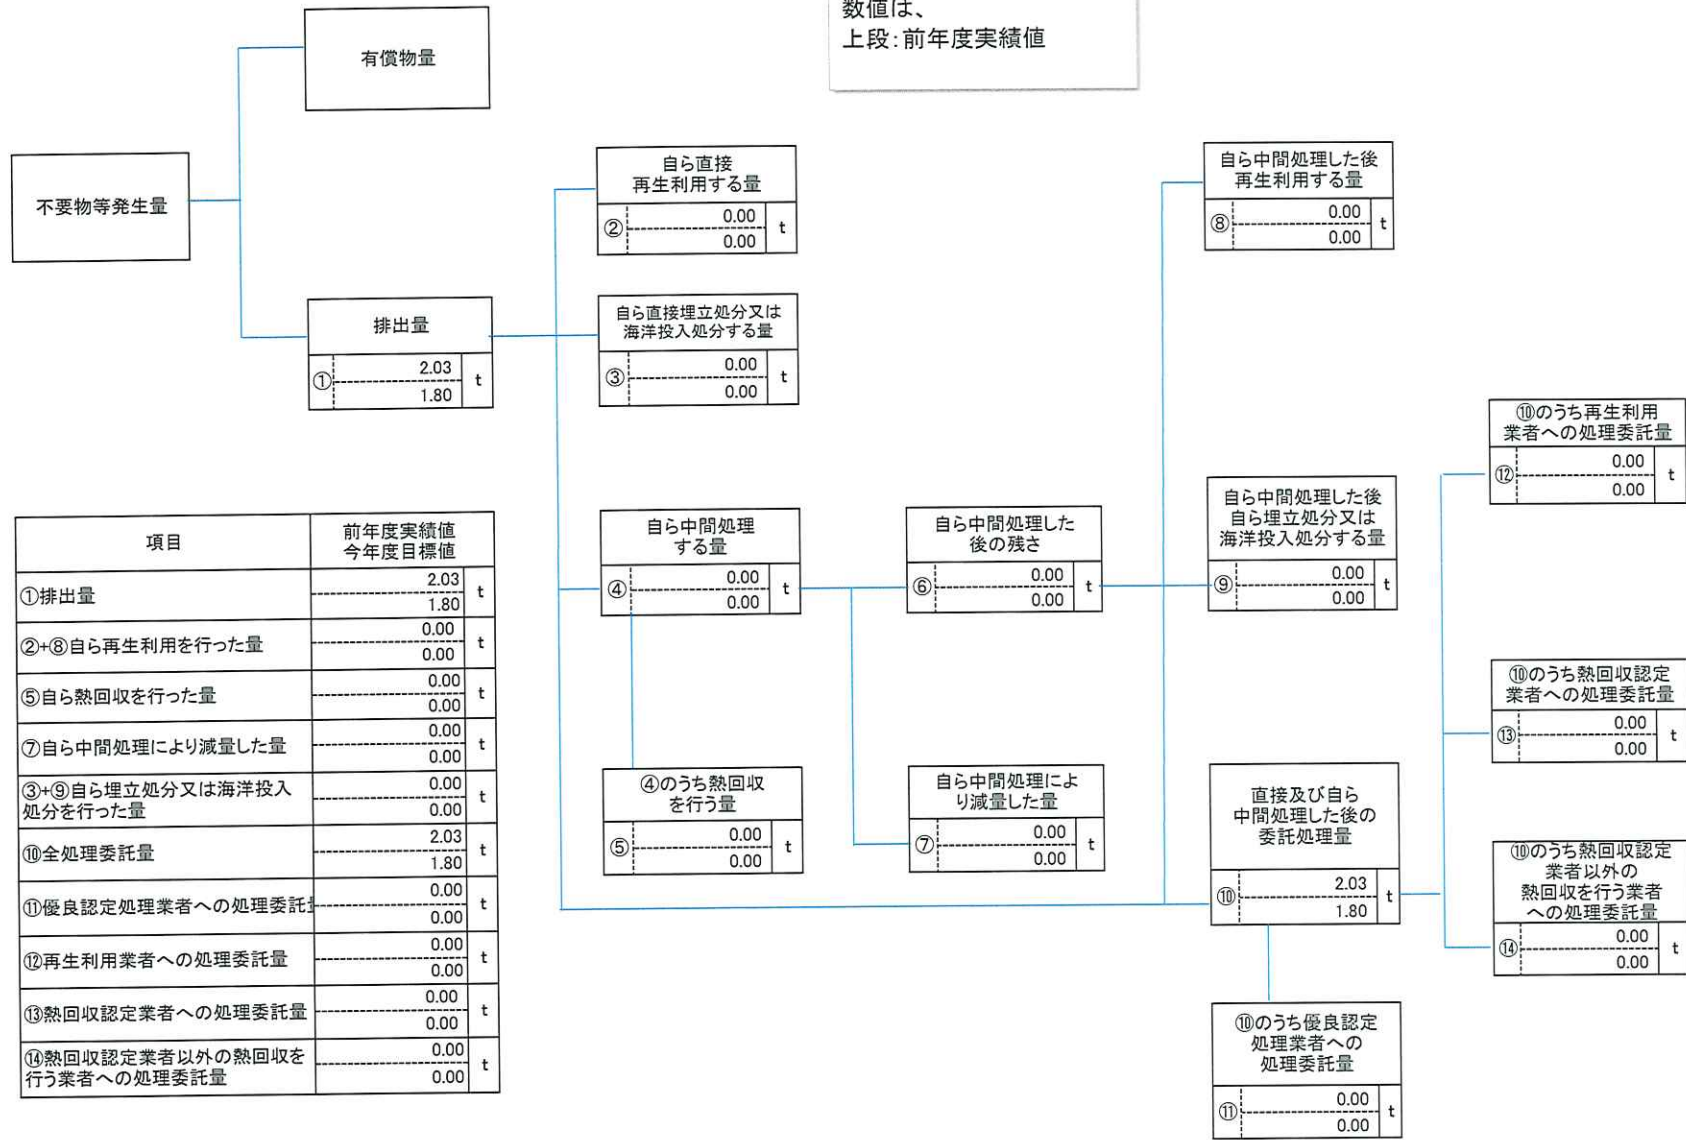 数値は、
上段:前年度実績値
有償物量
不要物等発生量
排出量
① 2.03 t
1.80
自ら直接
再生利用する量
② 0.00 t
0.00
自ら直接埋立処分又は
海洋投入処分する量
③ 0.00 t
0.00
自ら中間処理
する量
④ 0.00 t
0.00
④のうち熱回収
を行う量
⑤ 0.00 t
0.00
自ら中間処理した
後の残さ
⑥ 0.00 t
0.00
自ら中間処理によ
り減量した量
⑦ 0.00 t
0.00
自ら中間処理した後
再生利用する量
⑧ 0.00 t
0.00
自ら中間処理した後
自ら埋立処分又は
海洋投入処分する量
⑨ 0.00 t
0.00
直接及び自ら
中間処理した後の
委託処理量
⑩ 2.03 t
1.80
⑩のうち優良認定
処理業者への
処理委託量
⑪ 0.00 t
0.00
⑩のうち再生利用
業者への処理委託量
⑫ 0.00 t
0.00
⑩のうち熱回収認定
業者への処理委託量
⑬ 0.00 t
0.00
⑩のうち熱回収認定
業者以外の
熱回収を行う業者
への処理委託量
⑭ 0.00 t
0.00
項目 前年度実績値
今年度目標値
①排出量 2.03 t
1.80
②+⑧自ら再生利用を行った量 0.00 t
0.00
⑤自ら熱回収を行った量 0.00 t
0.00
⑦自ら中間処理により減量した量 0.00 t
0.00
③+⑨自ら埋立処分又は海洋投入
処分を行った量 0.00 t
0.00
⑩全処理委託量 2.03 t
1.80
⑪優良認定処理業者への処理委託 0.00 t
0.00
⑫再生利用業者への処理委託量 0.00 t
0.00
⑬熱回収認定業者への処理委託量 0.00 t
0.00
⑭熱回収認定業者以外の熱回収を
行う業者への処理委託量 0.00 t
0.00